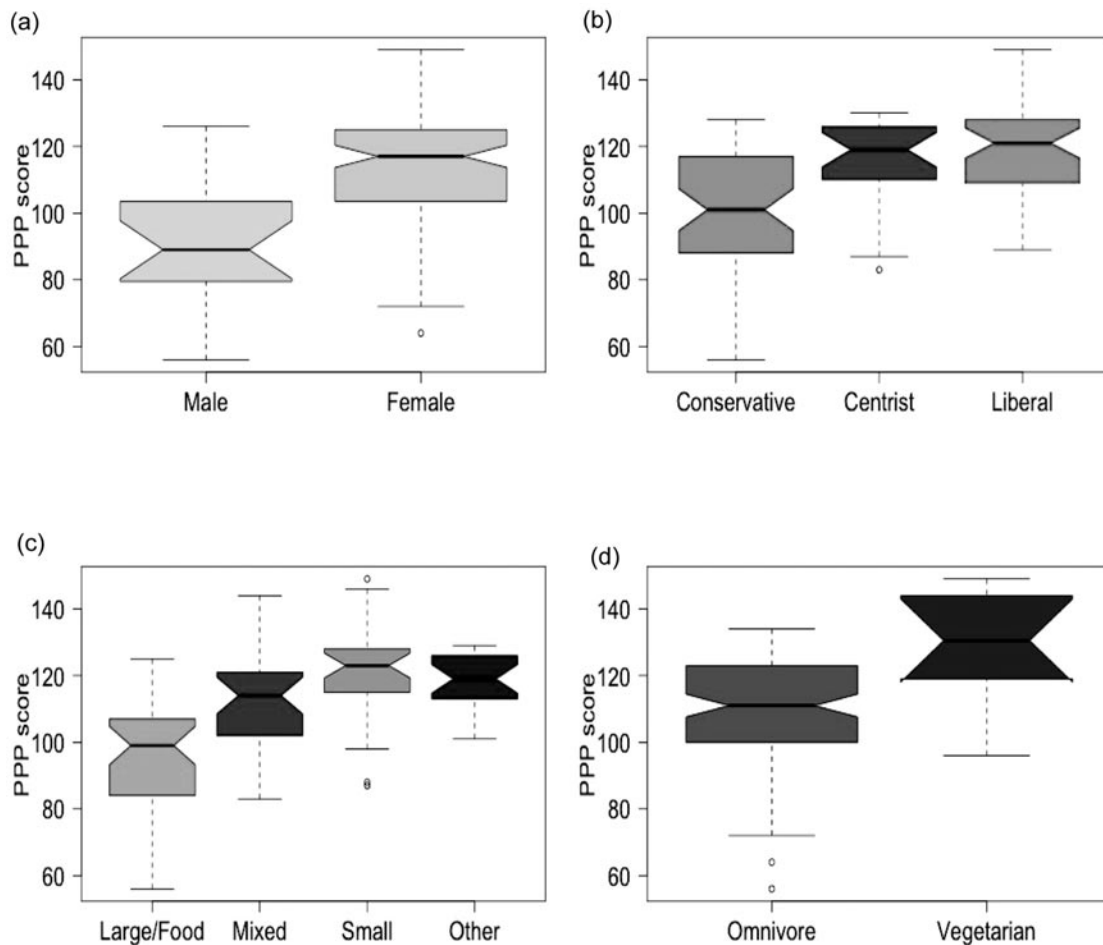 (a)
PPP score
140
120
100
80
60
Male Female
(b)
PPP score
140
120
100
80
60
Conservative Centrist Liberal
(c)
PPP score
140
120
100
80
60
Large/Food Mixed Small Other
(d)
PPP score
140
120
100
80
60
Omnivore Vegetarian